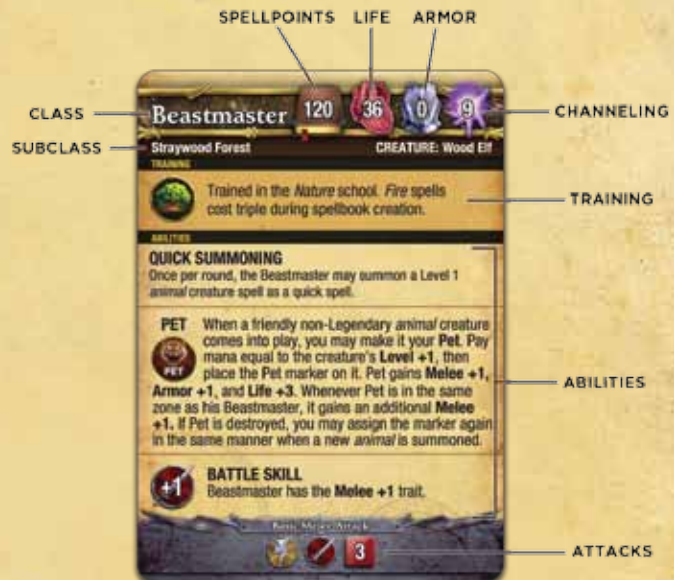 SPELLPOINTS LIFE ARMOR
CLASS
Beastmaster 120 36 0 9
CHANNELING
SUBCLASS
Straywood Forest CREATURE: Wood Elf
TRAINING
Trained in the Nature school. Fire spells
cost triple during spellbook creation.
TRAINING
ABILITIES
QUICK SUMMONING
Once per round, the Beastmaster may summon a Level 1
animal creature spell as a quick spell.
PET When a friendly non-Legendary animal creature
comes into play, you may make it your Pet. Pay
mana equal to the creature's Level +1, then
PET
place the Pet marker on it. Pet gains Melee +1,
Armor +1, and Life +3. Whenever Pet is in the same
zone as his Beastmaster, it gains an additional Melee
+1. If Pet is destroyed, you may assign the marker again
in the same manner when a new animal is summoned.
ABILITIES
+1
BATTLE SKILL
Beastmaster has the Melee +1 trait.
Basic Melee Attack
3
ATTACKS